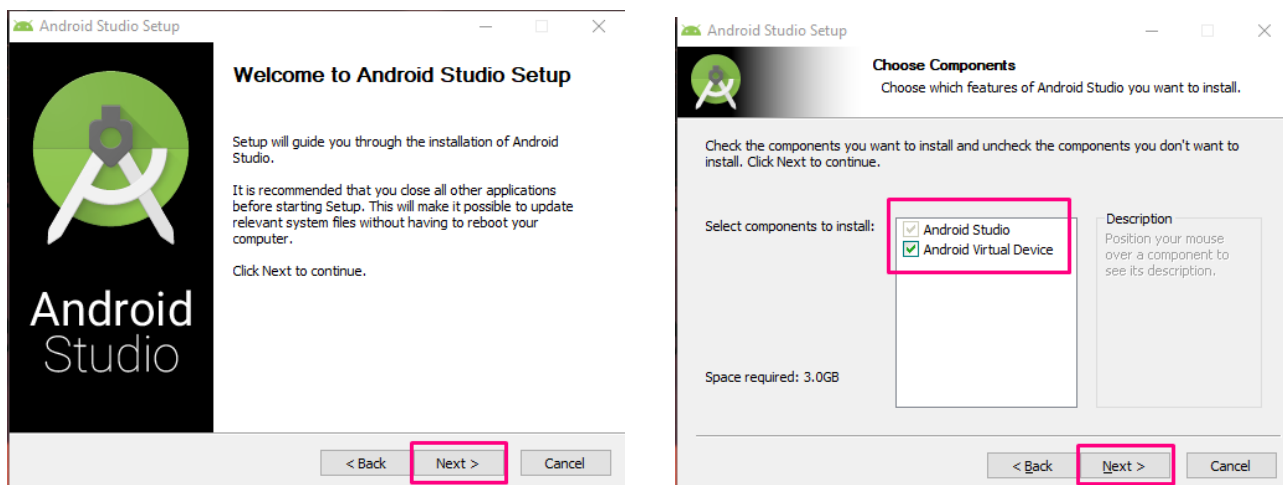 Android Studio Setup
Welcome to Android Studio Setup
Setup will guide you through the installation of Android
Studio.
It is recommended that you close all other applications
before starting Setup. This will make it possible to update
relevant system files without having to reboot your
computer.
Click Next to continue.
Android
Studio
< Back
Next >
Cancel
Android Studio Setup
Choose Components
Choose which features of Android Studio you want to install.
Check the components you want to install and uncheck the components you don't want to
install. Click Next to continue.
Select components to install:
Android Studio
Android Virtual Device
Description
Position your mouse
over a component to
see its description.
Space required: 3.0GB
< Back
Next >
Cancel